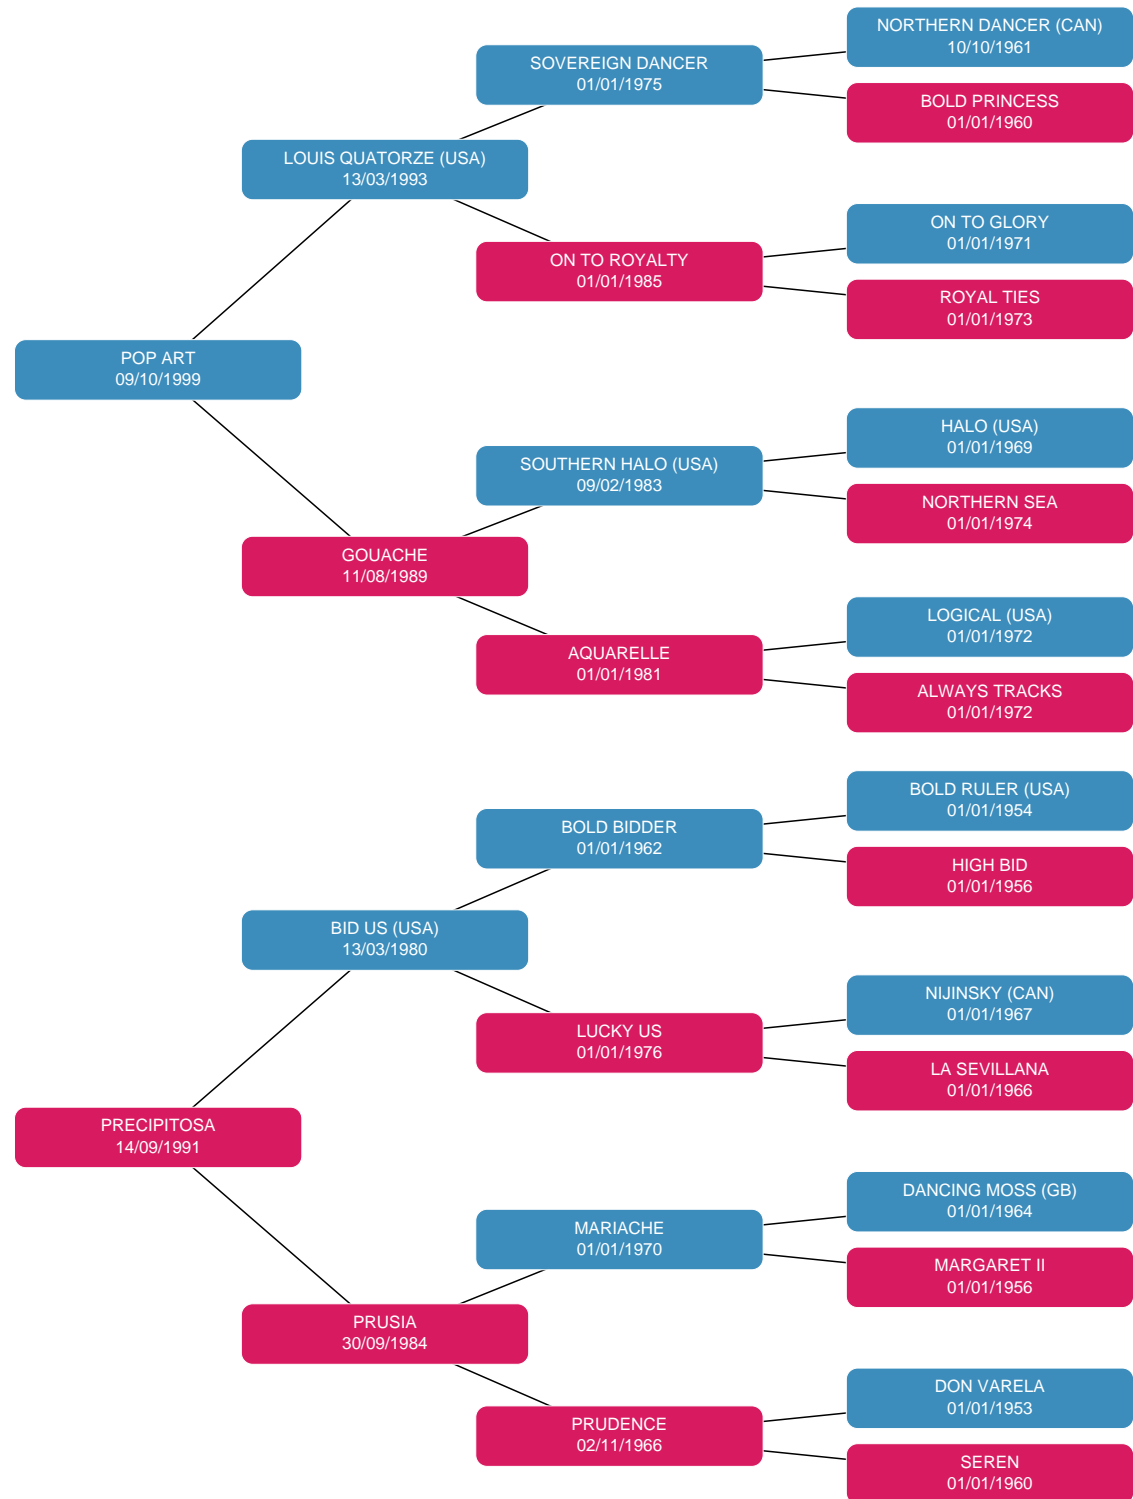 NORTHERN DANCER (CAN)
10/10/1961
SOVEREIGN DANCER
01/01/1975
BOLD PRINCESS
01/01/1960
LOUIS QUATORZE (USA)
13/03/1993
ON TO GLORY
01/01/1971
ON TO ROYALTY
01/01/1985
ROYAL TIES
01/01/1973
POP ART
09/10/1999
HALO (USA)
01/01/1969
SOUTHERN HALO (USA)
09/02/1983
NORTHERN SEA
01/01/1974
GOUACHE
11/08/1989
LOGICAL (USA)
01/01/1972
AQUARELLE
01/01/1981
ALWAYS TRACKS
01/01/1972
BOLD RULER (USA)
01/01/1954
BOLD BIDDER
01/01/1962
HIGH BID
01/01/1956
BID US (USA)
13/03/1980
NIJINSKY (CAN)
01/01/1967
LUCKY US
01/01/1976
LA SEVILLANA
01/01/1966
PRECIPITOSA
14/09/1991
DANCING MOSS (GB)
01/01/1964
MARIACHE
01/01/1970
MARGARET II
01/01/1956
PRUSIA
30/09/1984
DON VARELA
01/01/1953
PRUDENCE
02/11/1966
SEREN
01/01/1960